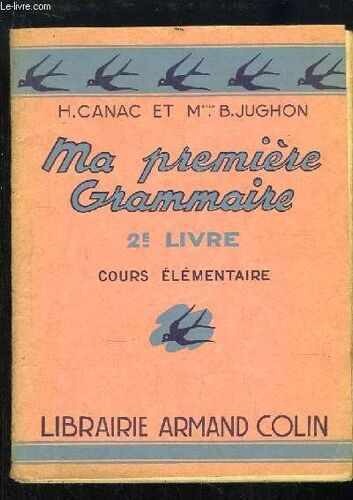 © Le-livre.com
H. CANAC ET Mlle B. JUGHON
Ma première
Grammaire
2E LIVRE
COURS ÉLÉMENTAIRE
LIBRAIRIE ARMAND COLIN